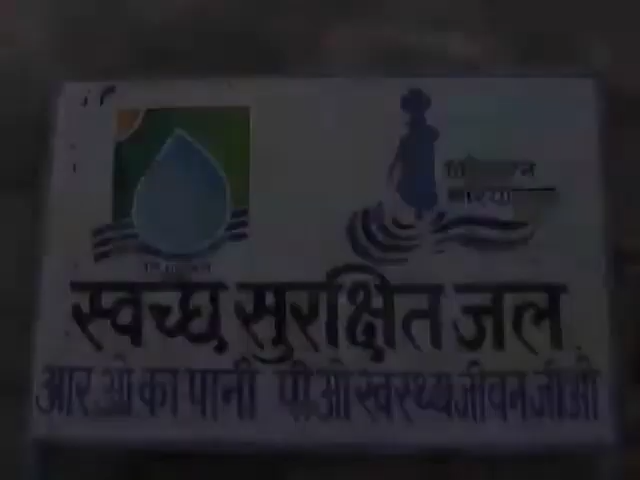 स्वच्छ सुरक्षित जल
आर.ओ का पानी पीओ स्वस्थ्य जीवन जीओ